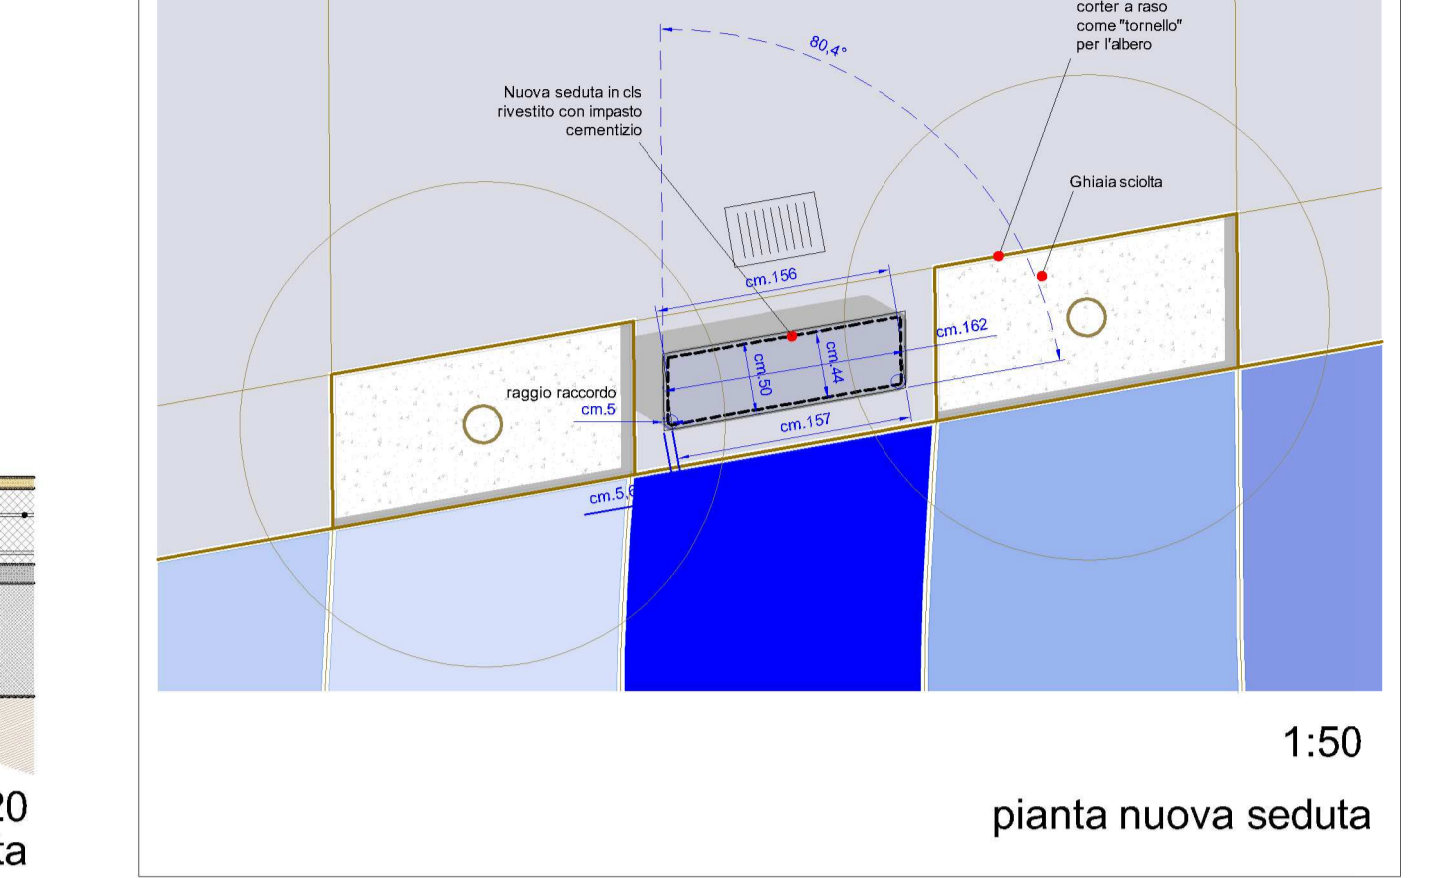 corter a raso
come "tornello"
per l'albero
80,4°
Nuova seduta in cls
rivestito con impasto
cementizio
Ghiaia sciolta
cm.156
cm.162
cm.50
cm.44
raggio raccordo
cm.5
cm.157
cm.5,6
1:50
pianta nuova seduta
20
ta